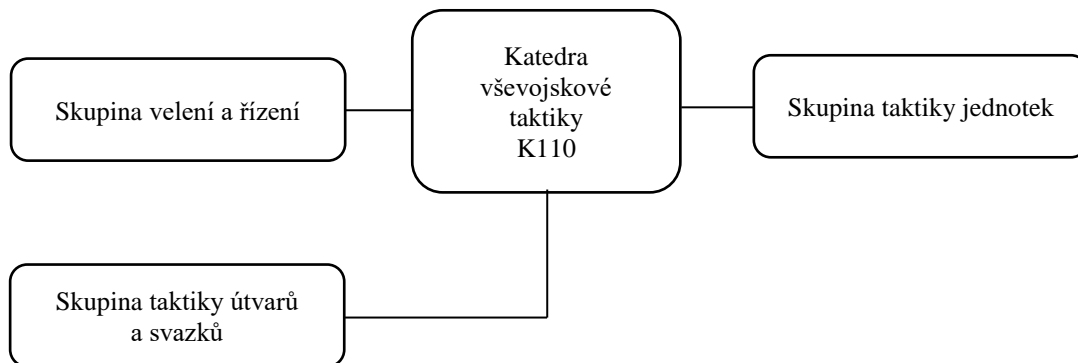 Katedra
vševojskové
taktiky
K110
Skupina velení a řízení
Skupina taktiky jednotek
Skupina taktiky útvarů
a svazků